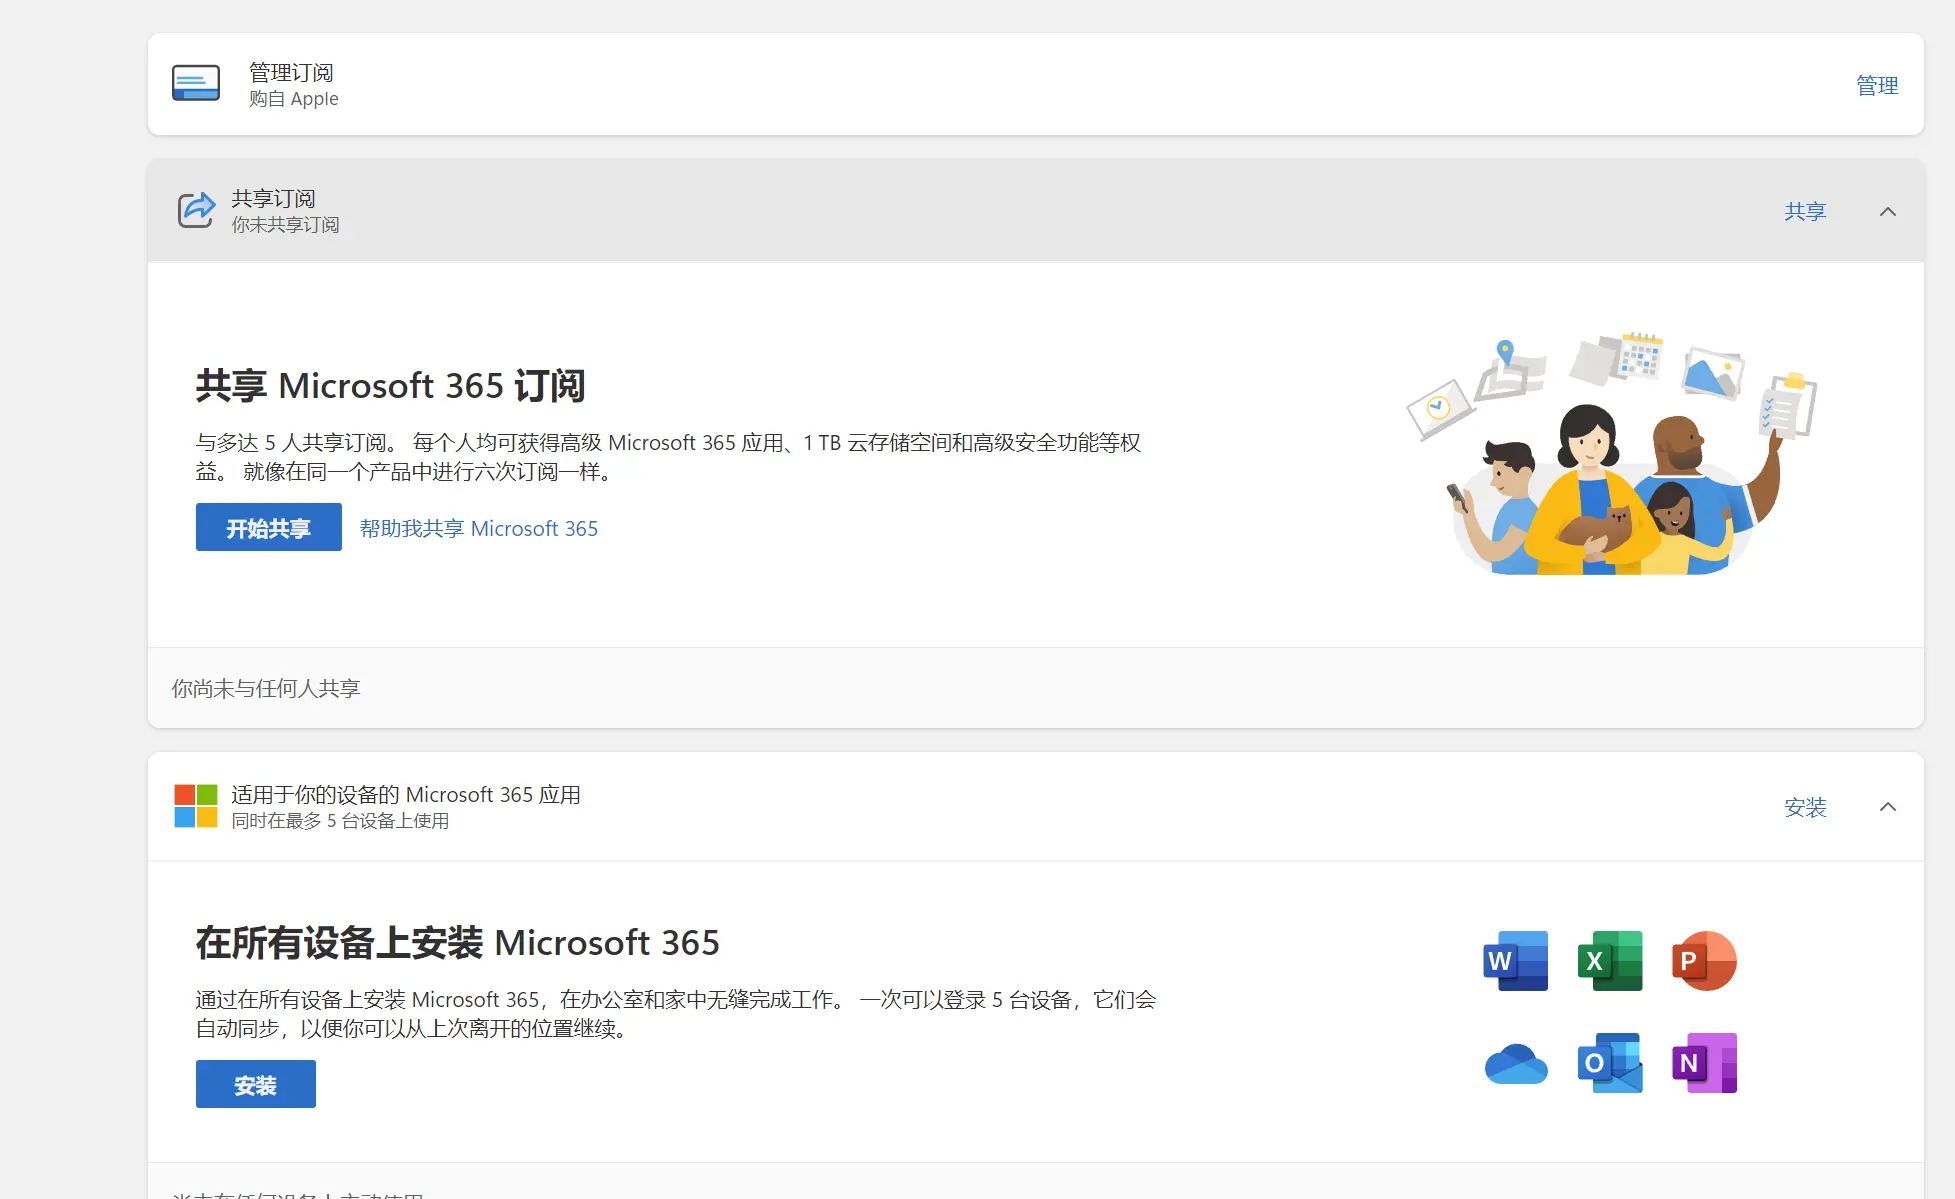 管理订阅
购自 Apple
管理
共享订阅
你未共享订阅
共享
共享 Microsoft 365 订阅
与多达 5 人共享订阅。 每个人均可获得高级 Microsoft 365 应用、1 TB 云存储空间和高级安全功能等权
益。 就像在同一个产品中进行六次订阅一样。
开始共享
帮助我共享 Microsoft 365
你尚未与任何人共享
适用于你的设备的 Microsoft 365 应用
同时在最多 5 台设备上使用
安装
在所有设备上安装 Microsoft 365
通过在所有设备上安装 Microsoft 365，在办公室和家中无缝完成工作。 一次可以登录 5 台设备，它们会
自动同步，以便你可以从上次离开的位置继续。
安装
W
X
P
O
N